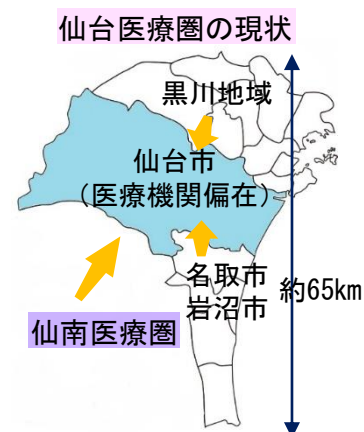 仙台医療圏の現状
黒川地域
仙台市
(医療機関偏在)
名取市
岩沼市
約65km
仙南医療圏